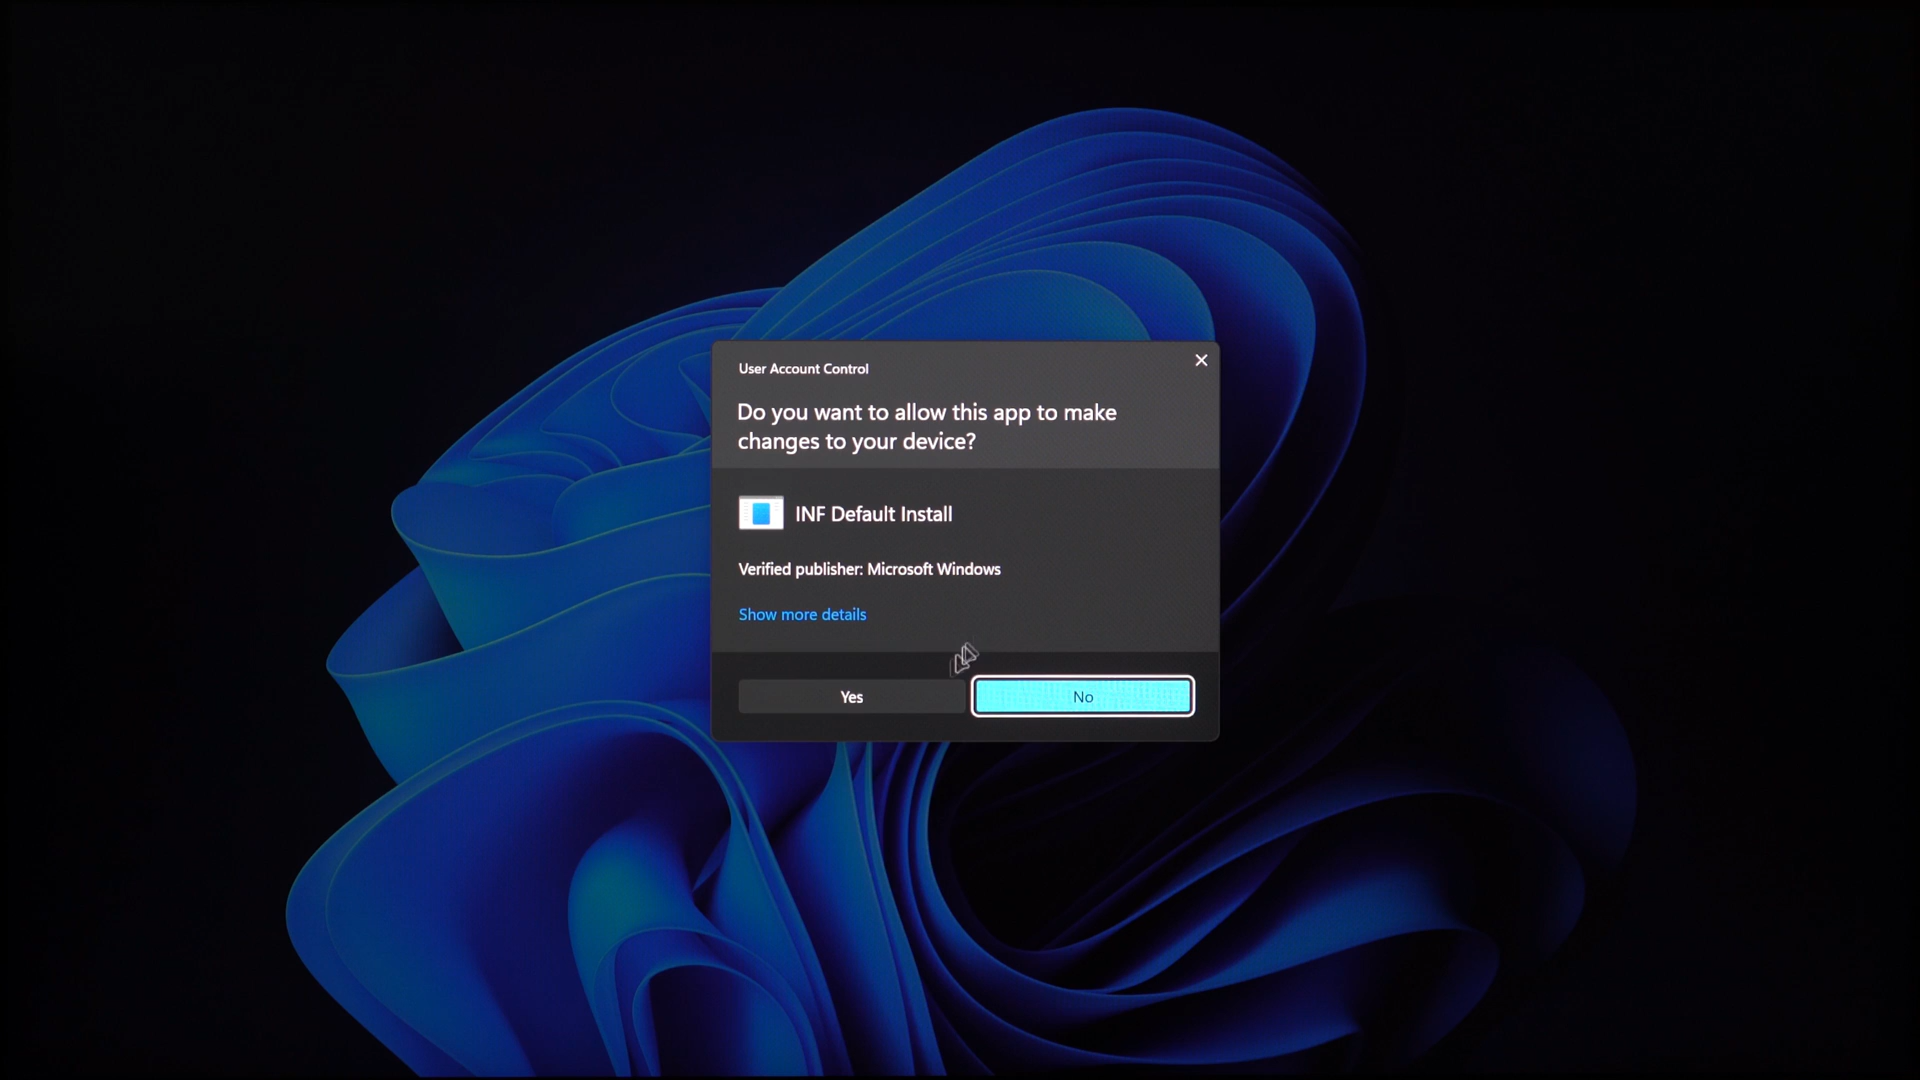 User Account Control
Do you want to allow this app to make
changes to your device?
INF Default Install
Verified publisher: Microsoft Windows
Show more details
Yes
No